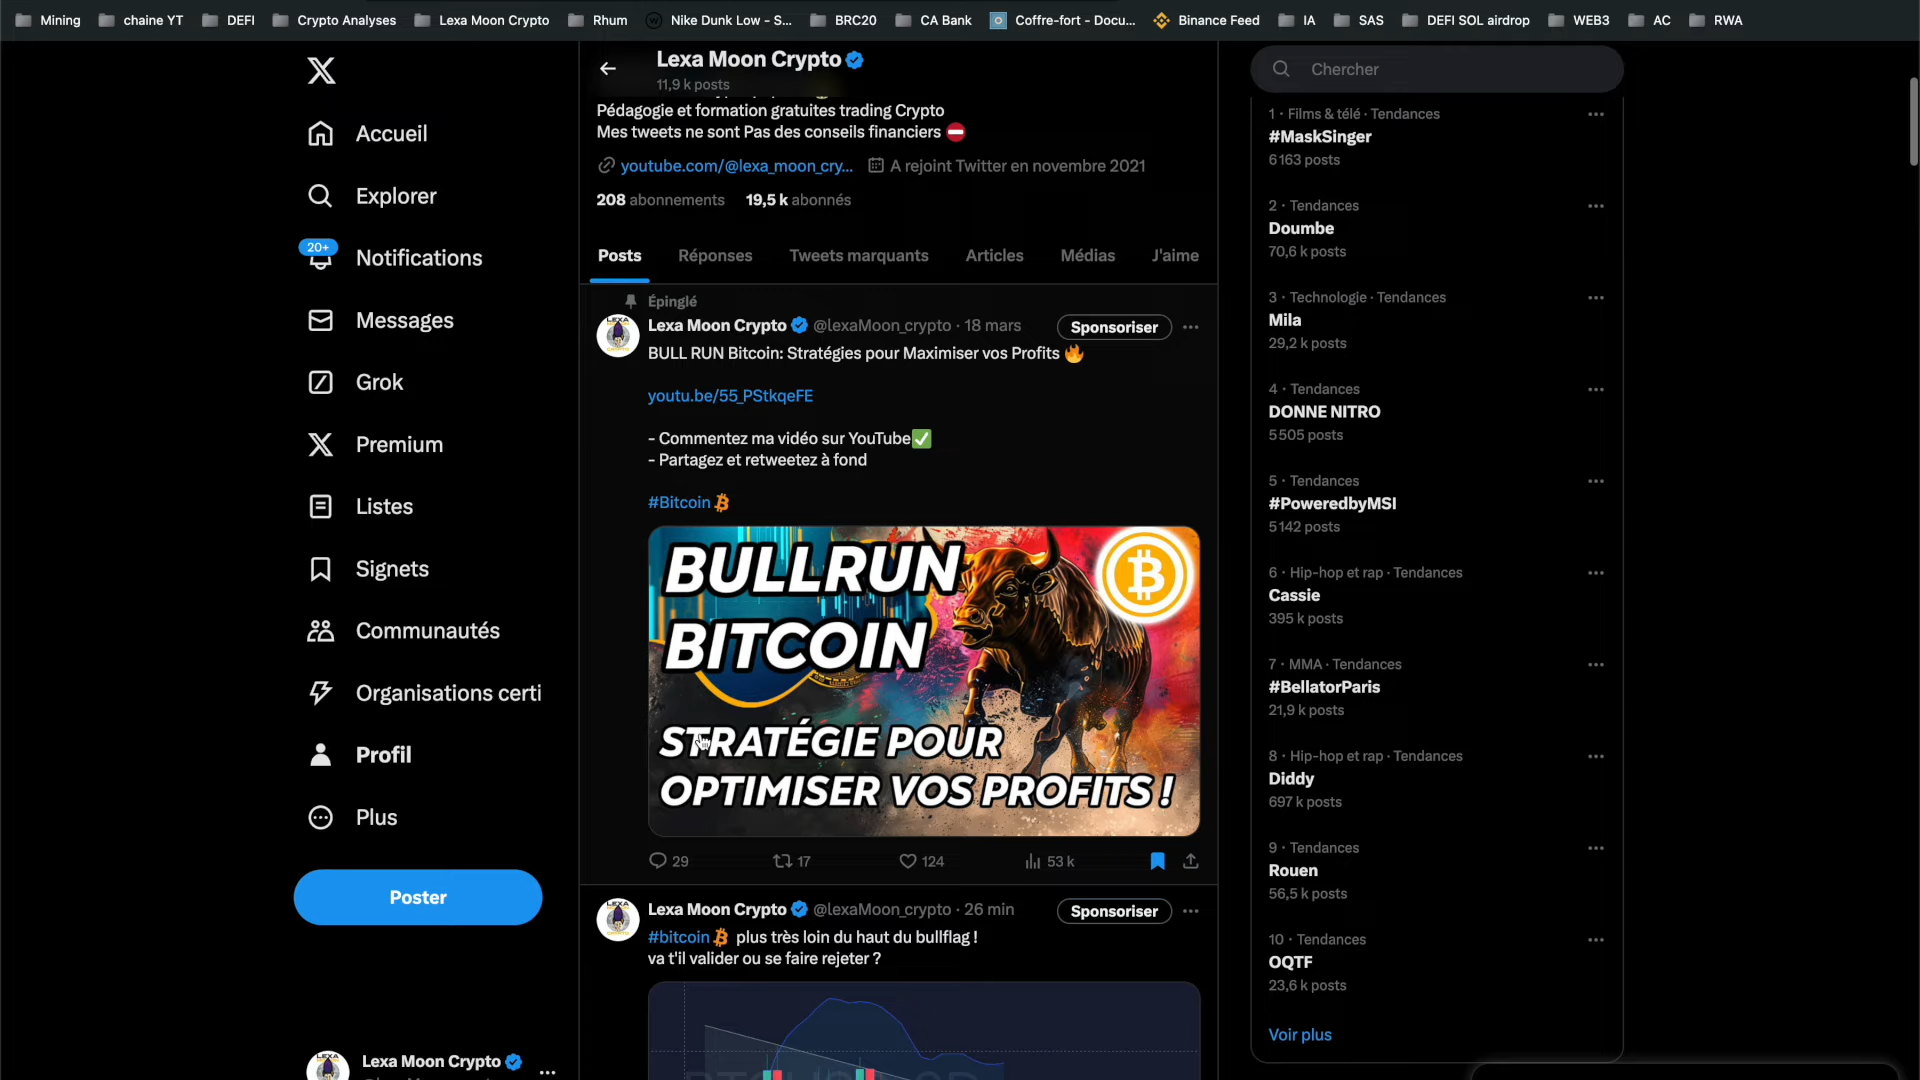 Mining
chaine YT
DEFI
Crypto Analyses
Lexa Moon Crypto
Rhum
Nike Dunk Low - S...
BRC20
CA Bank
Coffre-fort - Docu...
Binance Feed
IA
SAS
DEFI SOL airdrop
WEB3
AC
RWA
Accueil
Explorer
20+
Notifications
Messages
Grok
Premium
Listes
Signets
Communautés
Organisations certi
Profil
Plus
Poster
Lexa Moon Crypto
Lexa Moon Crypto
11,9 k posts
Pédagogie et formation gratuites trading Crypto
Mes tweets ne sont Pas des conseils financiers ⛔
youtube.com/@lexa_moon_cry... A rejoint Twitter en novembre 2021
208 abonnements 19,5 k abonnés
Posts Réponses Tweets marquants Articles Médias J'aime
Épinglé
Lexa Moon Crypto @lexaMoon_crypto · 18 mars Sponsoriser
BULL RUN Bitcoin: Stratégies pour Maximiser vos Profits 🔥
youtu.be/55_PStkqeFE
- Commentez ma vidéo sur YouTube✅
- Partagez et retweetez à fond
#Bitcoin
BULLRUN
BITCOIN
STRATÉGIE POUR
OPTIMISER VOS PROFITS !
29 17 124 53 k
Lexa Moon Crypto @lexaMoon_crypto · 26 min Sponsoriser
#bitcoin plus très loin du haut du bullflag !
va t'il valider ou se faire rejeter ?
Chercher
1 · Films & télé · Tendances
#MaskSinger
6 163 posts
2 · Tendances
Doumbe
70,6 k posts
3 · Technologie · Tendances
Mila
29,2 k posts
4 · Tendances
DONNE NITRO
5 505 posts
5 · Tendances
#PoweredbyMSI
5 142 posts
6 · Hip-hop et rap · Tendances
Cassie
395 k posts
7 · MMA · Tendances
#BellatorParis
21,9 k posts
8 · Hip-hop et rap · Tendances
Diddy
697 k posts
9 · Tendances
Rouen
56,5 k posts
10 · Tendances
OQTF
23,6 k posts
Voir plus